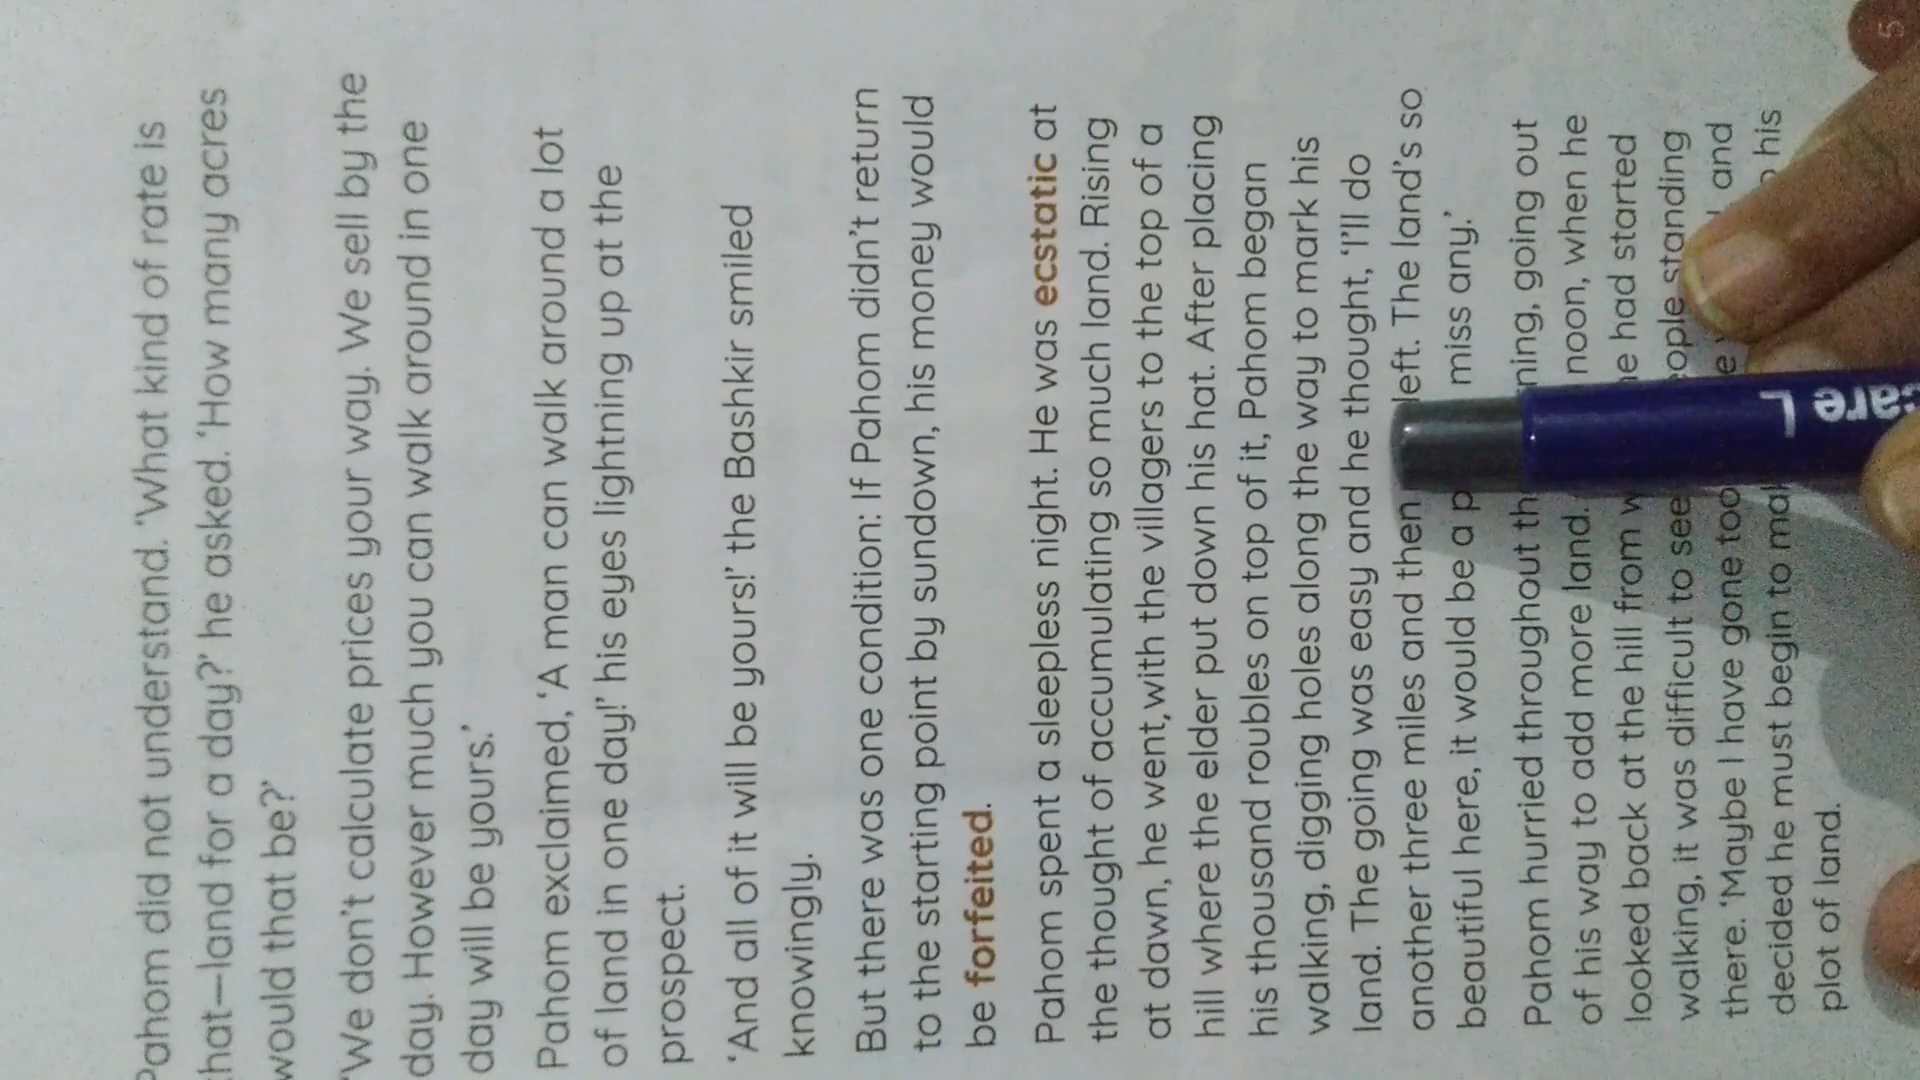 Pahom did not understand. 'What kind of rate is
that—land for a day?' he asked. 'How many acres
would that be?'
'We don't calculate prices your way. We sell by the
day. However much you can walk around in one
day will be yours.'
Pahom exclaimed, 'A man can walk around a lot
of land in one day!' his eyes lightning up at the
prospect.
'And all of it will be yours!' the Bashkir smiled
knowingly.
But there was one condition: If Pahom didn't return
to the starting point by sundown, his money would
be forfeited.
Pahom spent a sleepless night. He was ecstatic at
the thought of accumulating so much land. Rising
at dawn, he went, with the villagers to the top of a
hill where the elder put down his hat. After placing
his thousand roubles on top of it, Pahom began
walking, digging holes along the way to mark his
land. The going was easy and he thought, 'I'll do
another three miles and then left. The land's so
beautiful here, it would be a miss any.'
Pahom hurried throughout going out
of his way to add more land. noon, when he
looked back at the hill from had started
walking, it was difficult to see standing
there. 'Maybe I have gone and
decided he must begin to his
plot of land.
care
5